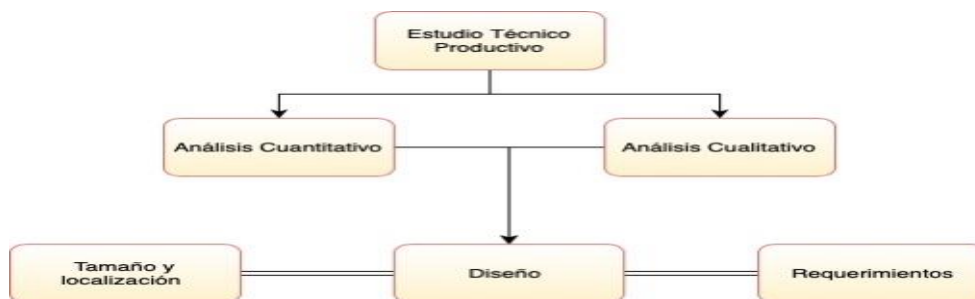 Estudio Técnico
Productivo
Análisis Cuantitativo
Análisis Cualitativo
Tamaño y
localización
Diseño
Requerimientos